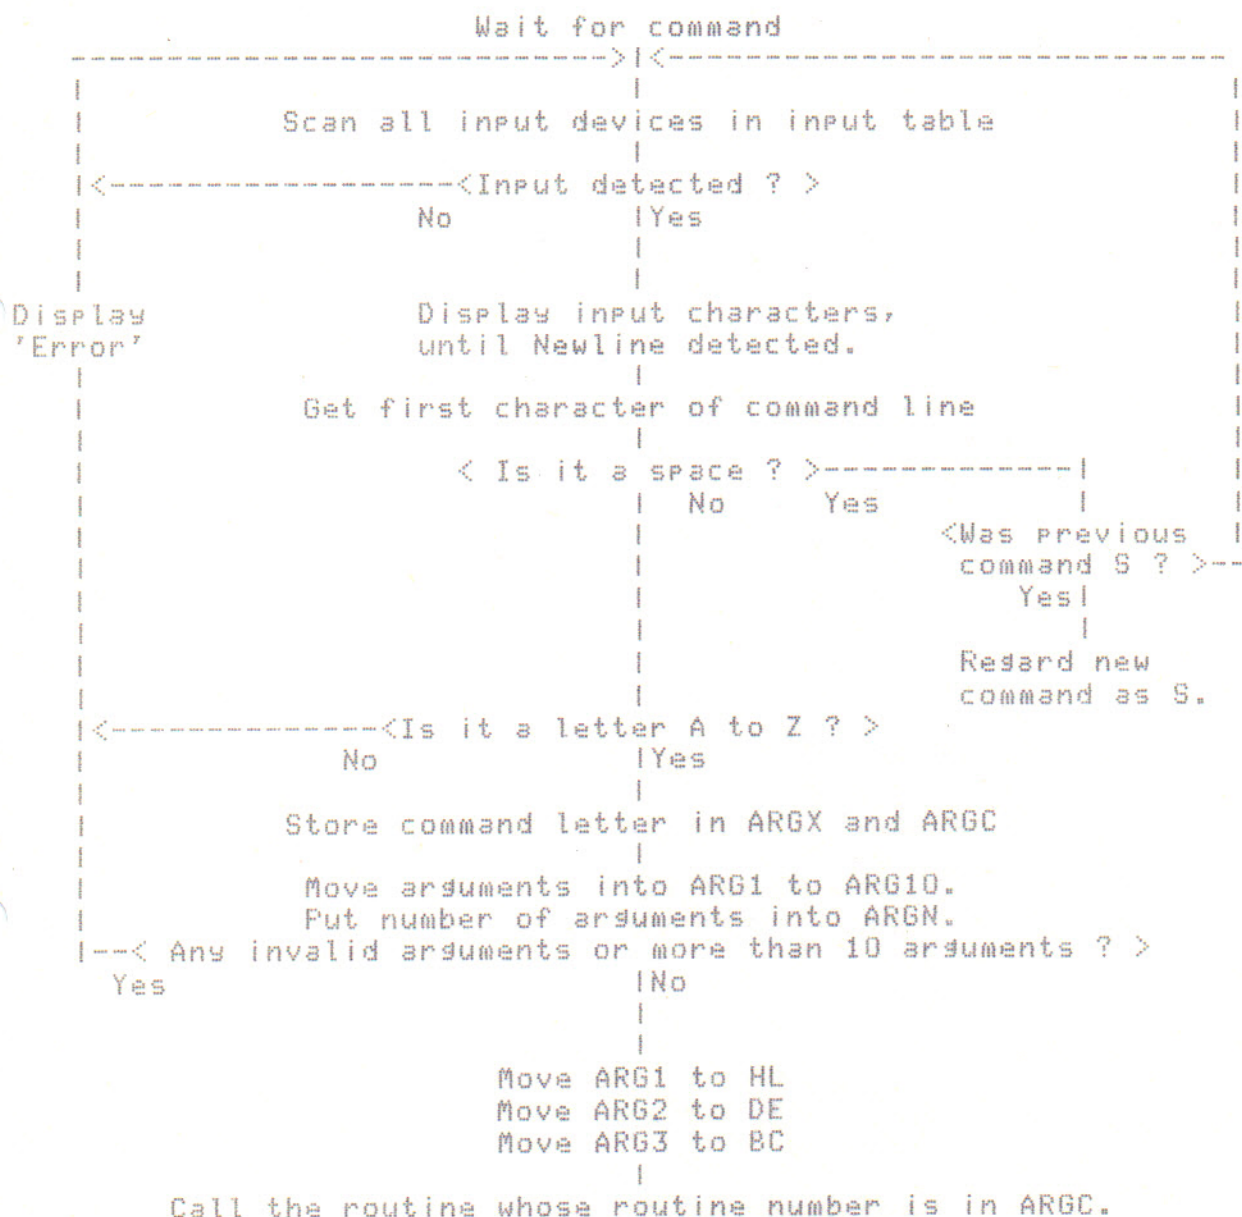 Wait for command
Scan all input devices in input table
<Input detected ? >
No Yes
Display Display input characters,
'Error' until Newline detected.
Get first character of command line
< Is it a space ? >
No Yes
<Was previous
command S ? >
Yes
Regard new
command as S.
<Is it a letter A to Z ? >
No Yes
Store command letter in ARGX and ARGC
Move arguments into ARG1 to ARG10.
Put number of arguments into ARGN.
< Any invalid arguments or more than 10 arguments ? >
Yes No
Move ARG1 to HL
Move ARG2 to DE
Move ARG3 to BC
Call the routine whose routine number is in ARGC.